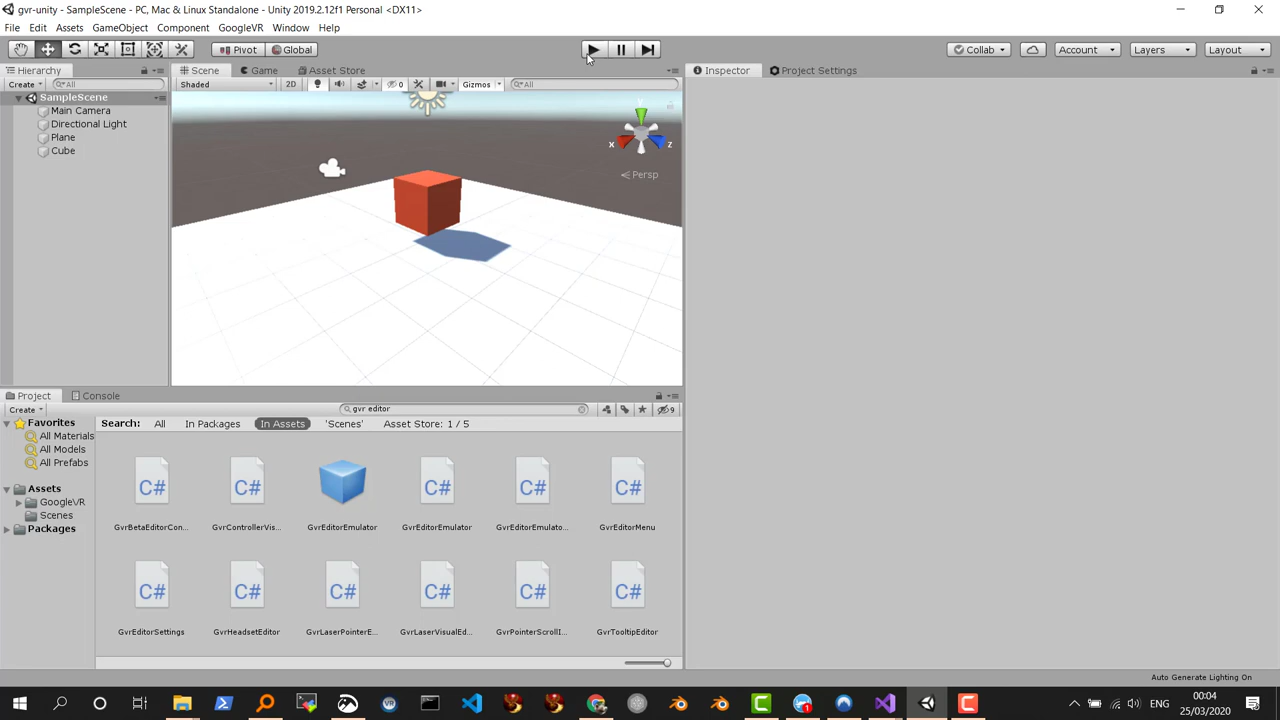 gvr-unity - SampleScene - PC, Mac & Linux Standalone - Unity 2019.2.12f1 Personal <DX11>
File Edit Assets GameObject Component GoogleVR Window Help
Pivot Global Collab Account Layers Layout
Hierarchy Scene Game Asset Store Inspector Project Settings
Create All Shaded 2D 0 Gizmos All
SampleScene
Main Camera
Directional Light
Plane
Cube
y
x z
Persp
Project Console
Create gvr editor 9
Favorites Search: All In Packages In Assets 'Scenes' Asset Store: 1 / 5
All Materials
All Models
All Prefabs
Assets
GoogleVR
Scenes
Packages
C# C# C# C# C#
GvrBetaEditorCon... GvrControllerVis... GvrEditorEmulator GvrEditorEmulator GvrEditorEmulato... GvrEditorMenu
C# C# C# C# C# C#
GvrEditorSettings GvrHeadsetEditor GvrLaserPointerE... GvrLaserVisualEd... GvrPointerScrollI... GvrTooltipEditor
Auto Generate Lighting On
ENG 00:04
25/03/2020